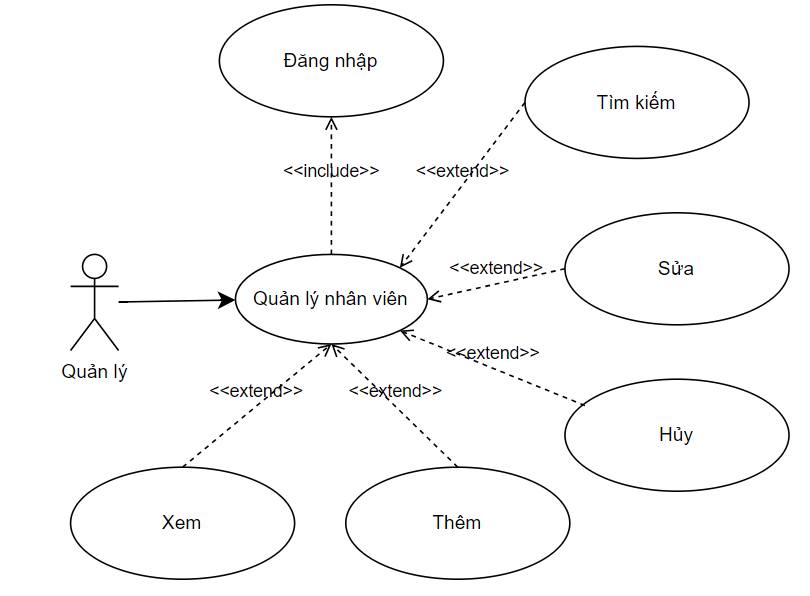 Đăng nhập
Tìm kiếm
<<include>>
<<extend>>
<<extend>>
Sửa
Quản lý nhân viên
<<extend>>
Quản lý
<<extend>>
<<extend>>
Hủy
Xem
Thêm